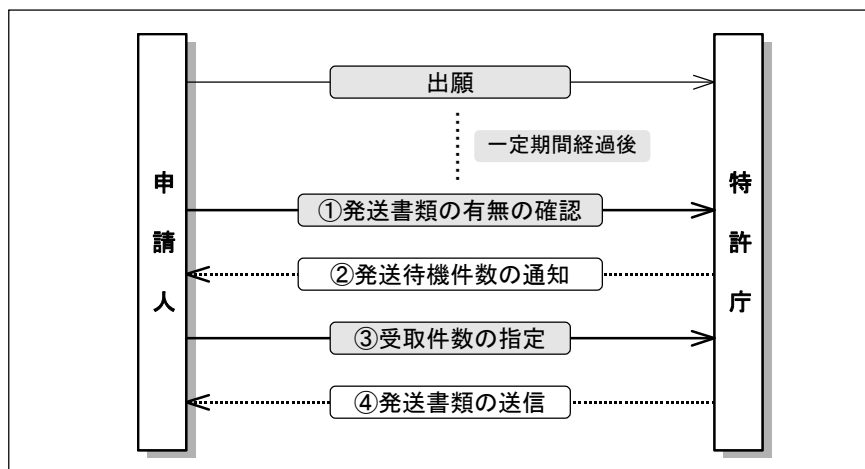 出願
一定期間経過後
申請人
特許庁
①発送書類の有無の確認
②発送待機件数の通知
③受取件数の指定
④発送書類の送信